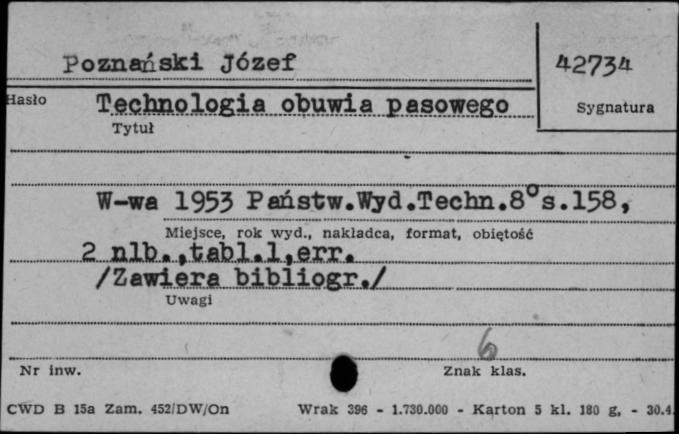 Poznański Józef
42734
Hasło
Technologia obuwia pasowego
Sygnatura
Tytuł
W-wa 1953 Państw.Wyd.Techn.8°s.158,
Miejsce, rok wyd., nakładca, format, objętość
2 nlb.,tabl.1,err.
/Zawiera bibliogr./
Uwagi
6
Nr inw.
Znak klas.
CWD B 15a Zam. 452/DW/On
Wrak 396 - 1.730.000 - Karton 5 kl. 180 g, - 30.4